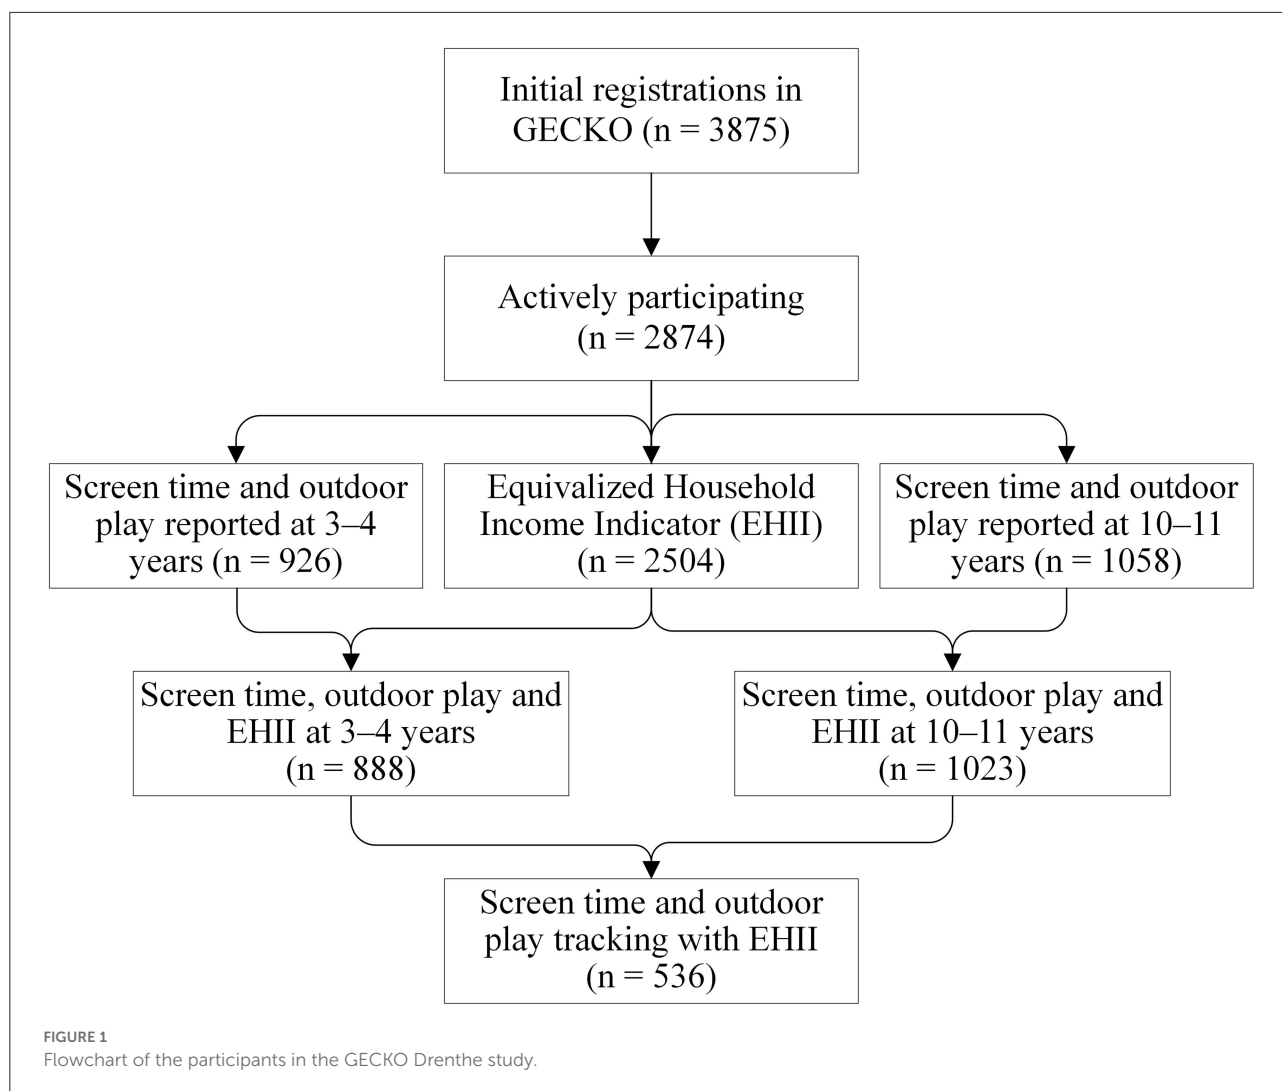 Initial registrations in
GECKO (n = 3875)
Actively participating
(n = 2874)
Screen time and outdoor
play reported at 3–4
years (n = 926)
Equivalized Household
Income Indicator (EHII)
(n = 2504)
Screen time and outdoor
play reported at 10–11
years (n = 1058)
Screen time, outdoor play and
EHII at 3–4 years
(n = 888)
Screen time, outdoor play and
EHII at 10–11 years
(n = 1023)
Screen time and outdoor
play tracking with EHII
(n = 536)
FIGURE 1
Flowchart of the participants in the GECKO Drenthe study.